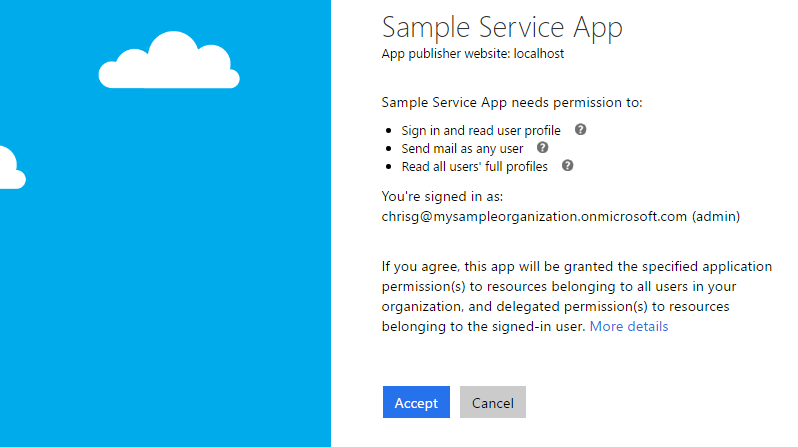 Sample Service App
App publisher website: localhost
Sample Service App needs permission to:
Sign in and read user profile ?
Send mail as any user ?
Read all users' full profiles ?
You're signed in as:
chrisg@mysampleorganization.onmicrosoft.com (admin)
If you agree, this app will be granted the specified application
permission(s) to resources belonging to all users in your
organization, and delegated permission(s) to resources
belonging to the signed-in user. More details
Accept Cancel